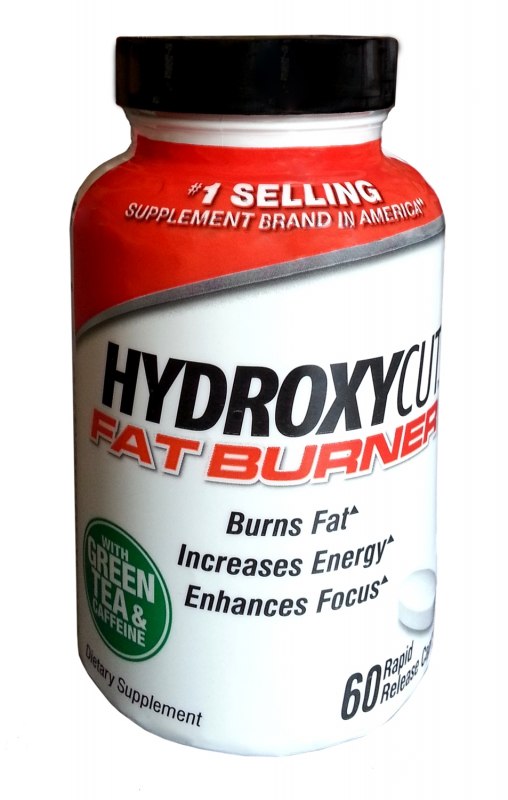 #1 SELLING
SUPPLEMENT BRAND IN AMERICA**
HYDROXYCUT
FAT BURNER
Burns Fat▲
Increases Energy▲
Enhances Focus▲
WITH
GREEN
TEA &
CAFFEINE
Dietary Supplement
60 Rapid
Release